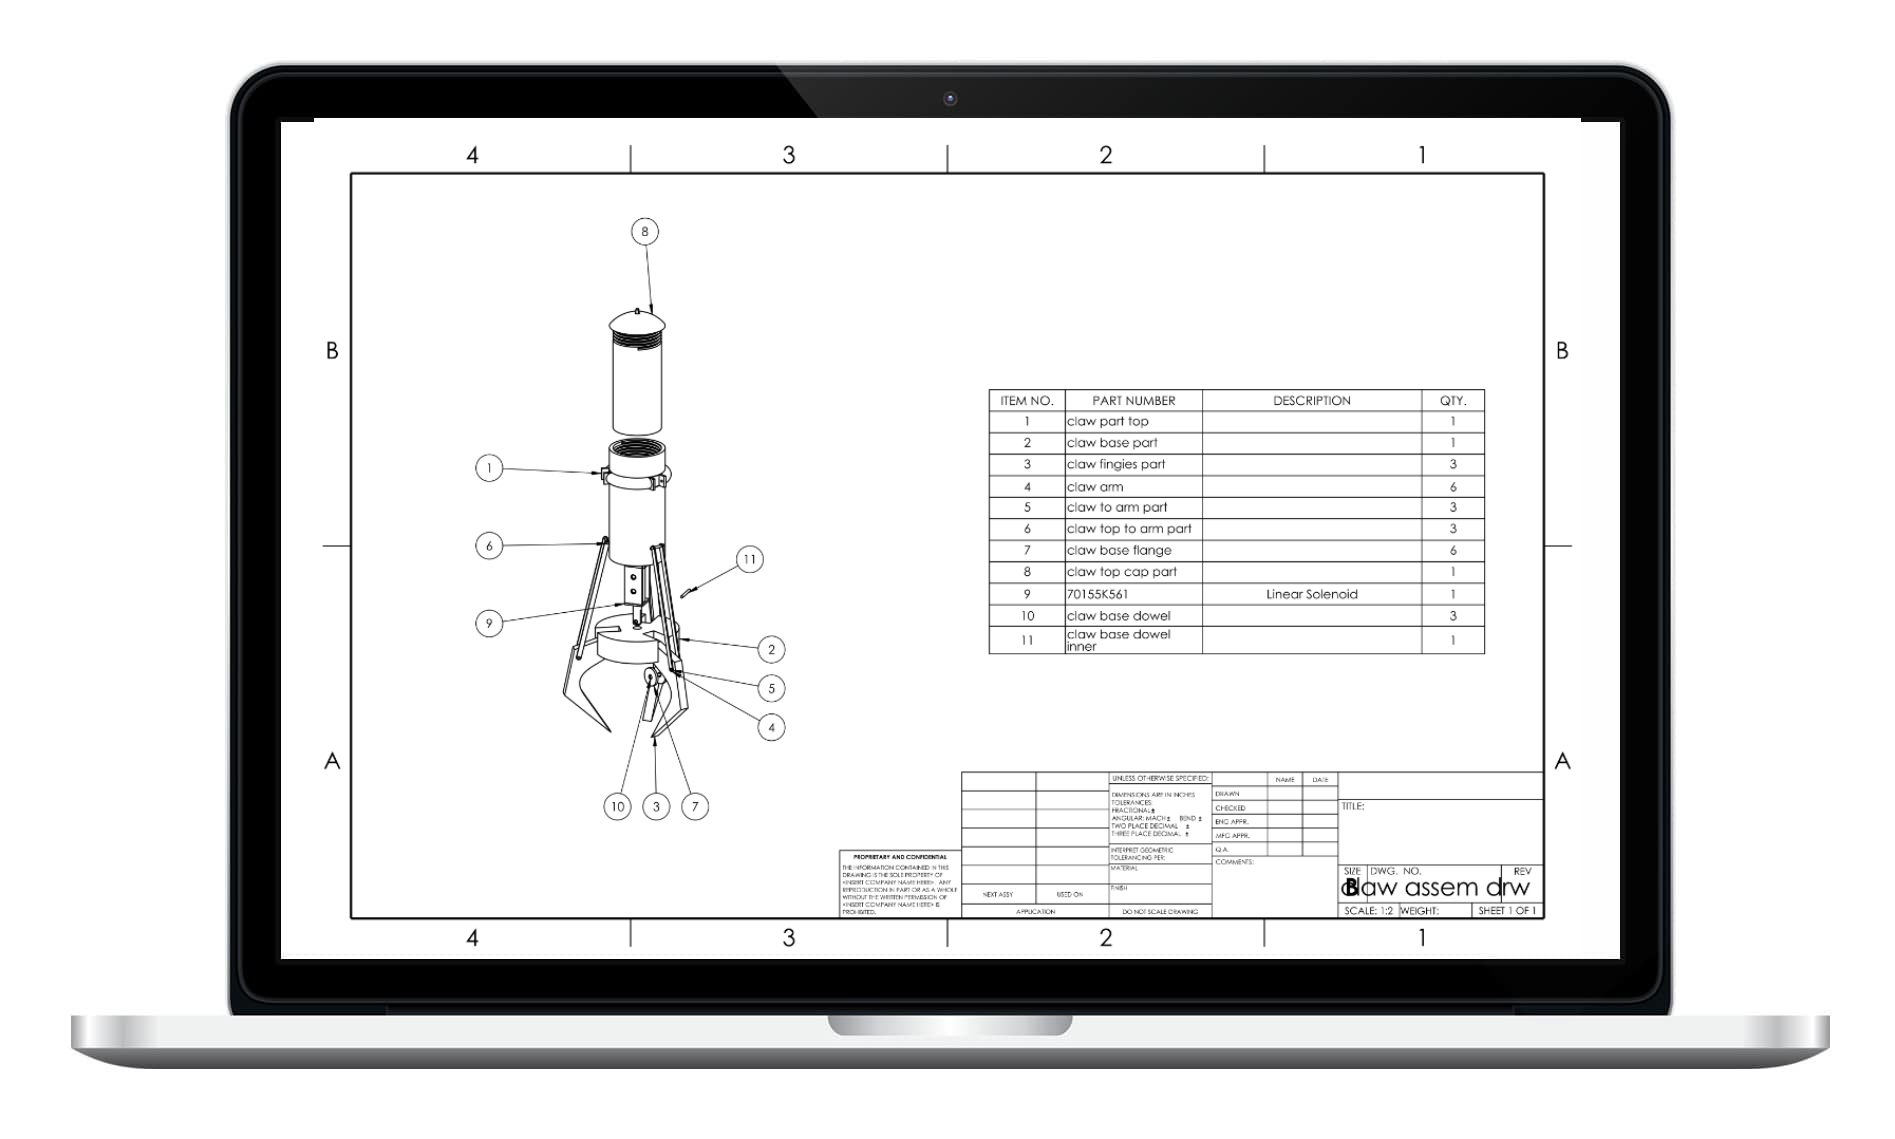 4 3 2 1
8
B B
ITEM NO. PART NUMBER DESCRIPTION QTY.
1 claw part top 1
2 claw base part 1
3 claw fingies part 3
4 claw arm 6
5 claw to arm part 3
6 claw top to arm part 3
7 claw base flange 6
8 claw top cap part 1
9 70155K561 Linear Solenoid 1
10 claw base dowel 3
11 claw base dowel
inner 1
1
6
11
9
2
5
4
10 3 7
A A
UNLESS OTHERWISE SPECIFIED:
DIMENSIONS ARE IN INCHES
TOLERANCES:
FRACTIONAL±
ANGULAR: MACH± BEND ±
TWO PLACE DECIMAL ±
THREE PLACE DECIMAL ±
INTERPRET GEOMETRIC
TOLERANCING PER:
MATERIAL
FINISH
DO NOT SCALE DRAWING
NAME DATE
DRAWN
CHECKED
ENG APPR.
MFG APPR.
Q.A.
COMMENTS:
TITLE:
SIZE DWG. NO. REV
B
claw assem drw
SCALE: 1:2 WEIGHT: SHEET 1 OF 1
PROPRIETARY AND CONFIDENTIAL
THE INFORMATION CONTAINED IN THIS
DRAWING IS THE SOLE PROPERTY OF
<INSERT COMPANY NAME HERE>. ANY
REPRODUCTION IN PART OR AS A WHOLE
WITHOUT THE WRITTEN PERMISSION OF
<INSERT COMPANY NAME HERE> IS
PROHIBITED.
NEXT ASSY USED ON
APPLICATION
4 3 2 1